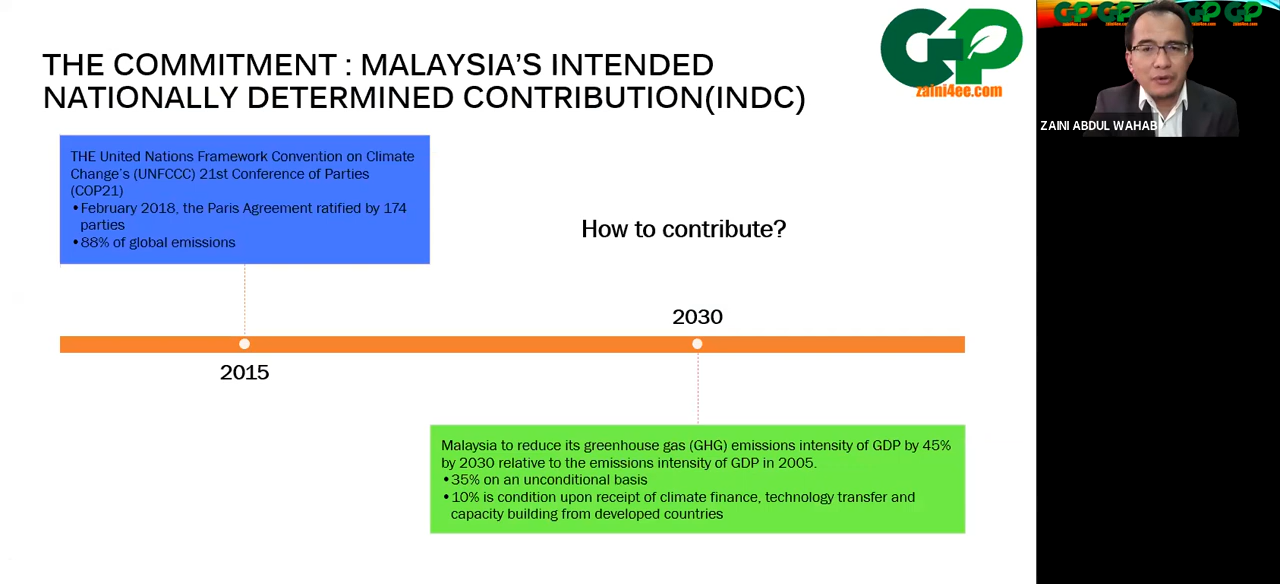 THE COMMITMENT : MALAYSIA'S INTENDED
NATIONALLY DETERMINED CONTRIBUTION(INDC)
GP
zaini4ee.com
ZAINI ABDUL WAHAB
THE United Nations Framework Convention on Climate
Change's (UNFCCC) 21st Conference of Parties
(COP21)
•February 2018, the Paris Agreement ratified by 174
parties
•88% of global emissions
How to contribute?
2030
2015
Malaysia to reduce its greenhouse gas (GHG) emissions intensity of GDP by 45%
by 2030 relative to the emissions intensity of GDP in 2005.
•35% on an unconditional basis
•10% is condition upon receipt of climate finance, technology transfer and
capacity building from developed countries